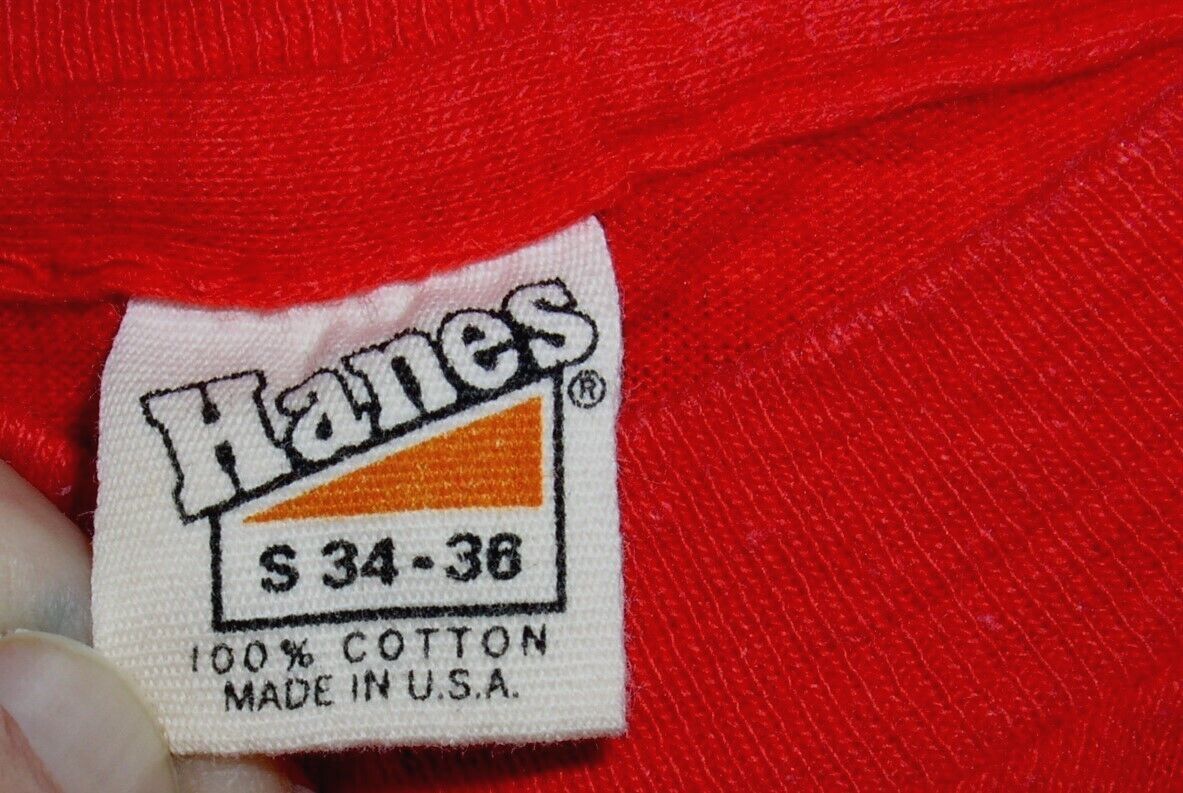 Hanes®
S 34-36
100% COTTON
MADE IN U.S.A.